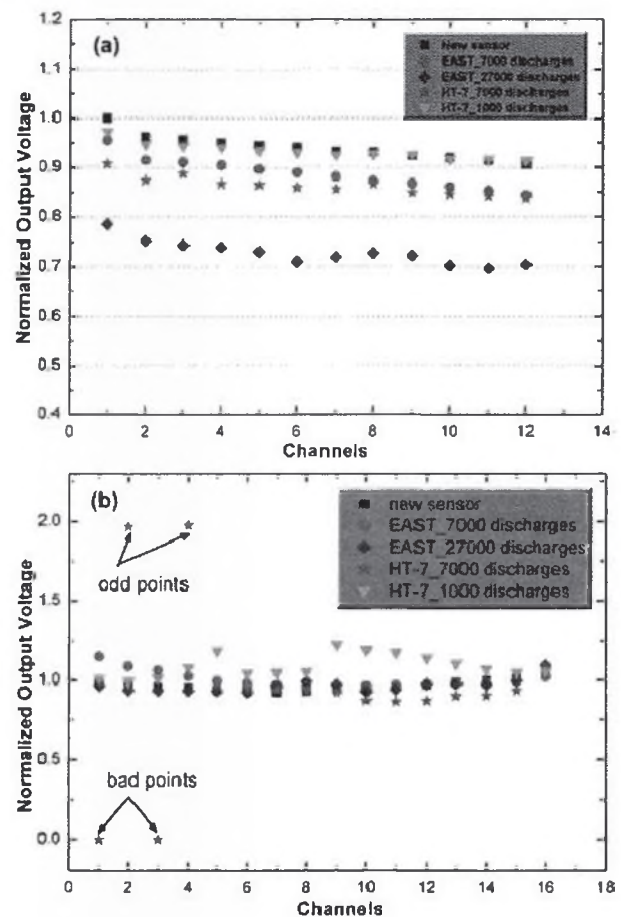 (a)
New sensor
EAST_7000 discharges
EAST_27000 discharges
HT-7_7000 discharges
HT-7_1000 discharges
Normalized Output Voltage
1.2
1.1
1.0
0.9
0.8
0.7
0.6
0.5
0.4
0 2 4 6 8 10 12 14
Channels
(b)
new sensor
EAST_7000 discharges
EAST_27000 discharges
HT-7_7000 discharges
HT-7_1000 discharges
odd points
bad points
Normalized Output Voltage
2.0
1.5
1.0
0.5
0.0
0 2 4 6 8 10 12 14 16 18
Channels